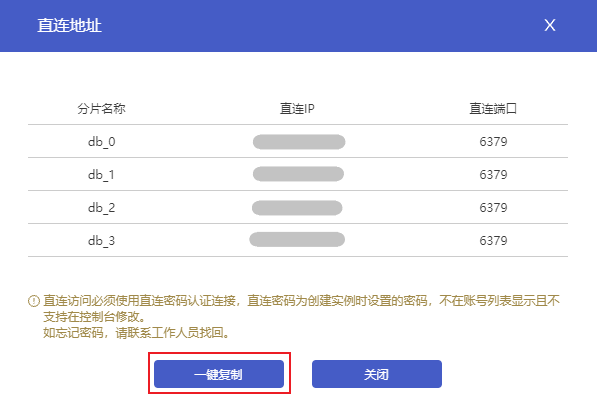 直连地址 X
分片名称 直连IP 直连端口
db_0 6379
db_1 6379
db_2 6379
db_3 6379
直连访问必须使用直连密码认证连接，直连密码为创建实例时设置的密码，不在账号列表显示且不
支持在控制台修改。
如忘记密码，请联系工作人员找回。
一键复制 关闭